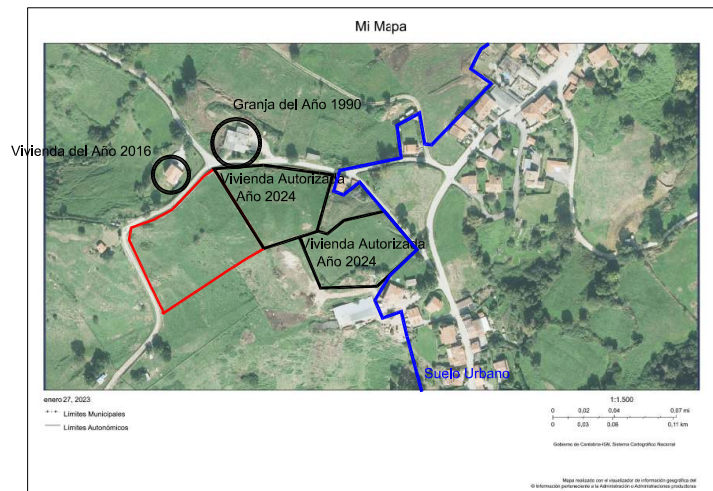 Mi Mapa
Granja del Año 1990
Vivienda del Año 2016
Vivienda Autorizada
Año 2024
Vivienda Autorizada
Año 2024
Suelo Urbano
enero 27, 2023
Límites Municipales
Límites Autonómicos
1:1.500
0 0,02 0,04 0,07 mi
0 0,03 0,06 0,11 km
Gobierno de Cantabria-IGN. Sistema Cartográfico Nacional
Mapa realizado con el visualizador de información geográfica del
© Información perteneciente a la Administración o Administraciones productoras